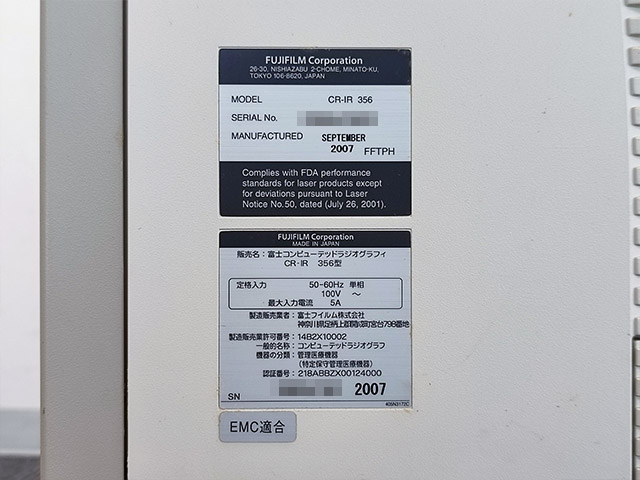 FUJIFILM Corporation
26-30, NISHIAZABU 2-CHOME, MINATO-KU,
TOKYO 106-8620, JAPAN
MODEL CR-IR 356
SERIAL No.
MANUFACTURED SEPTEMBER
2007 FFTPH
Complies with FDA performance
standards for laser products except
for deviations pursuant to Laser
Notice No.50, dated (July 26, 2001).
FUJIFILM Corporation
MADE IN JAPAN
販売名：富士コンピューテッドラジオグラフィ
CR-IR 356型
定格入力 50-60Hz 単相
100V ～
最大入力電流 5A
製造販売業者：富士フイルム株式会社
神奈川県足柄上郡開成町宮台798番地
製造販売業許可番号：14B2X10002
一般的名称：コンピューテッドラジオグラフ
機器の分類：管理医療機器
（特定保守管理医療機器）
認証番号：218ABBZX00124000
SN 2007
405N3172C
EMC適合